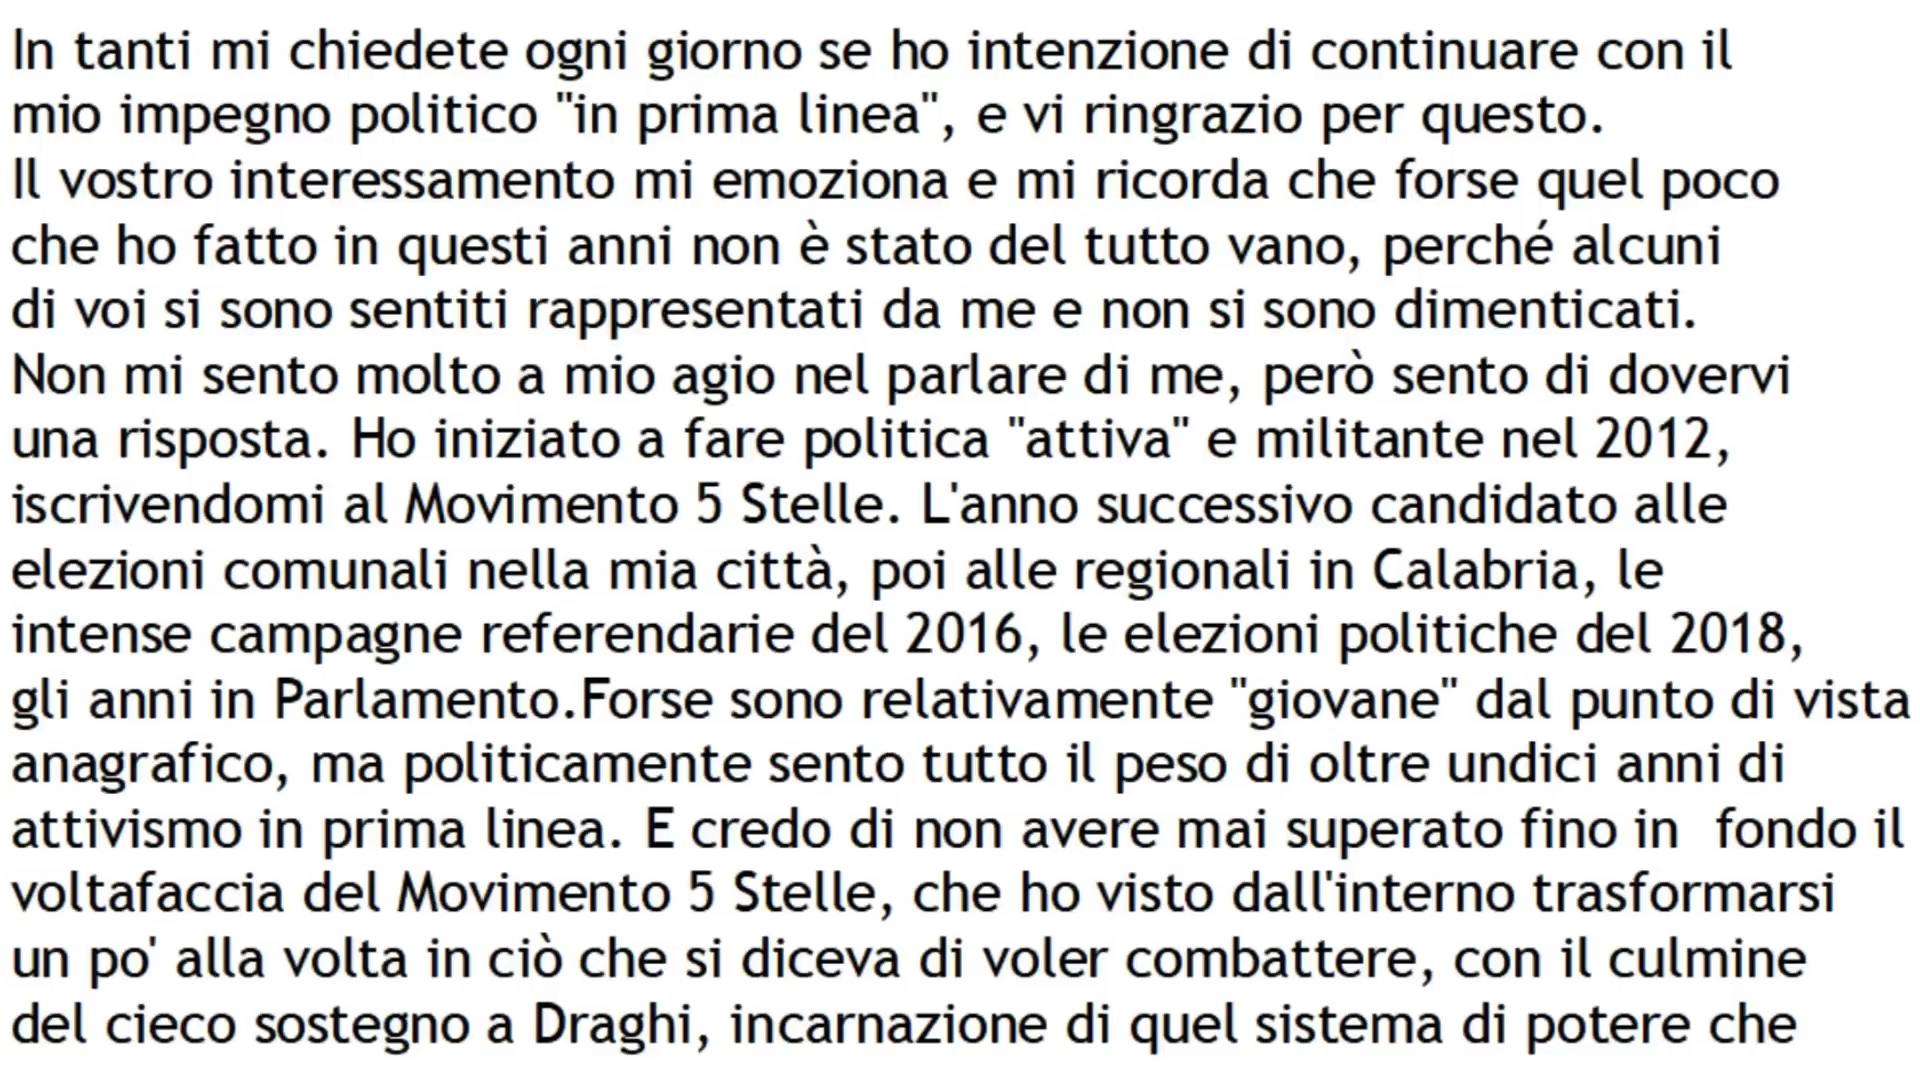 In tanti mi chiedete ogni giorno se ho intenzione di continuare con il
mio impegno politico "in prima linea", e vi ringrazio per questo.
Il vostro interessamento mi emoziona e mi ricorda che forse quel poco
che ho fatto in questi anni non è stato del tutto vano, perché alcuni
di voi si sono sentiti rappresentati da me e non si sono dimenticati.
Non mi sento molto a mio agio nel parlare di me, però sento di dovervi
una risposta. Ho iniziato a fare politica "attiva" e militante nel 2012,
iscrivendomi al Movimento 5 Stelle. L'anno successivo candidato alle
elezioni comunali nella mia città, poi alle regionali in Calabria, le
intense campagne referendarie del 2016, le elezioni politiche del 2018,
gli anni in Parlamento.Forse sono relativamente "giovane" dal punto di vista
anagrafico, ma politicamente sento tutto il peso di oltre undici anni di
attivismo in prima linea. E credo di non avere mai superato fino in  fondo il
voltafaccia del Movimento 5 Stelle, che ho visto dall'interno trasformarsi
un po' alla volta in ciò che si diceva di voler combattere, con il culmine
del cieco sostegno a Draghi, incarnazione di quel sistema di potere che